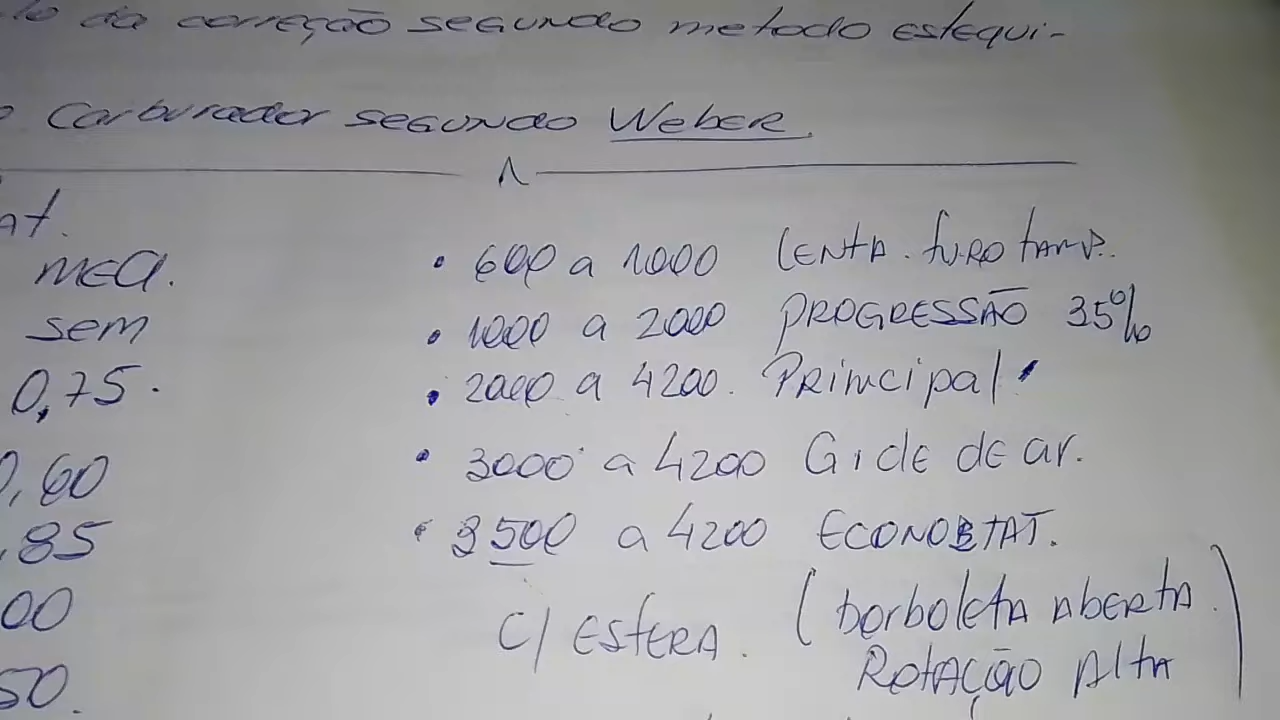 da correção segundo metodo estequi-
Carburador segundo Weber.
at.
mEcl.
sem
0,75.
0,60
,85
00
50.
• 600 a 1000 LENTA. furo tamp..
• 1000 a 2000 PROGRESSÃO 35%
• 2000 a 4200. Principal
• 3000 a 4200 GiclE dE ar.
• 3500 a 4200 ECONOSTAT.
C/ ESfERA. (borboleta AbERtA.)
ROtAÇÃO Alta